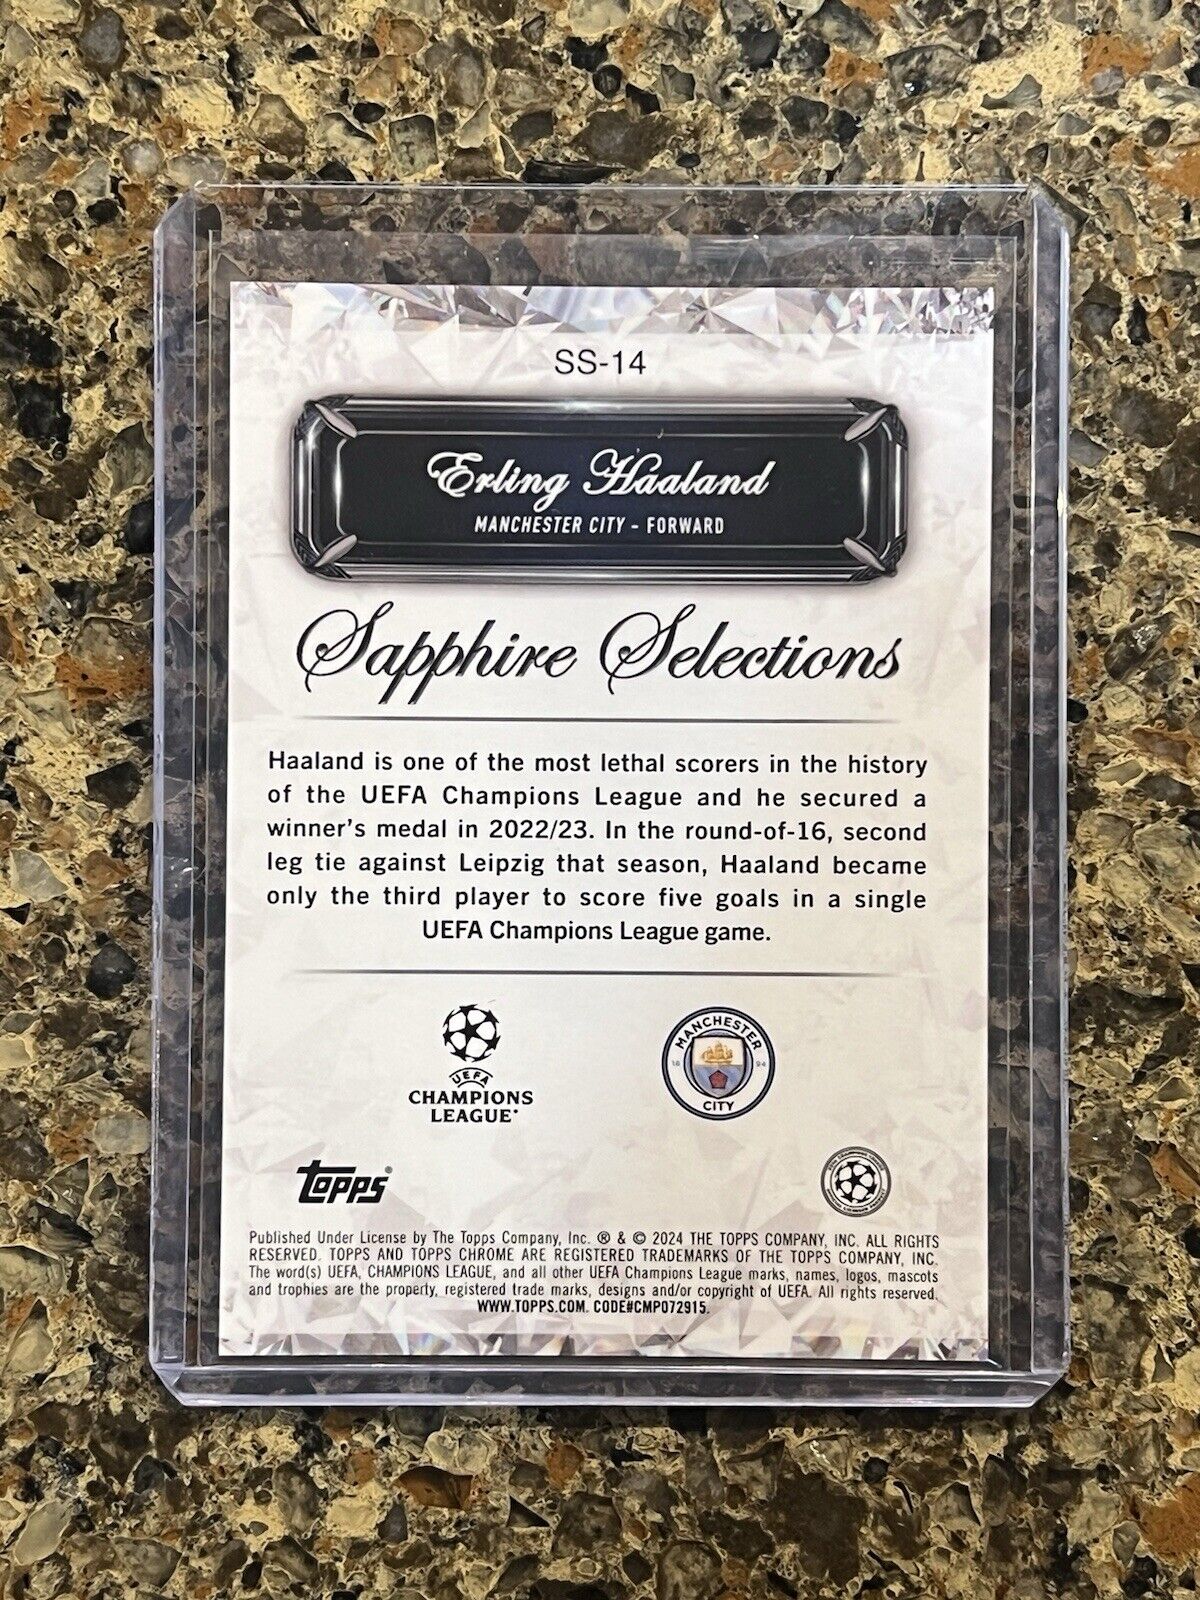 SS-14
Erling Haaland
MANCHESTER CITY - FORWARD
Sapphire Selections
Haaland is one of the most lethal scorers in the history
of the UEFA Champions League and he secured a
winner's medal in 2022/23. In the round-of-16, second
leg tie against Leipzig that season, Haaland became
only the third player to score five goals in a single
UEFA Champions League game.
UEFA
CHAMPIONS
LEAGUE®
MANCHESTER
18 94
CITY
Topps®
Published Under License by The Topps Company, Inc. ® & © 2024 THE TOPPS COMPANY, INC. ALL RIGHTS
RESERVED. TOPPS AND TOPPS CHROME ARE REGISTERED TRADEMARKS OF THE TOPPS COMPANY, INC.
The word(s) UEFA, CHAMPIONS LEAGUE, and all other UEFA Champions League marks, names, logos, mascots
and trophies are the property, registered trade marks, designs and/or copyright of UEFA. All rights reserved.
WWW.TOPPS.COM. CODE#CMP072915.